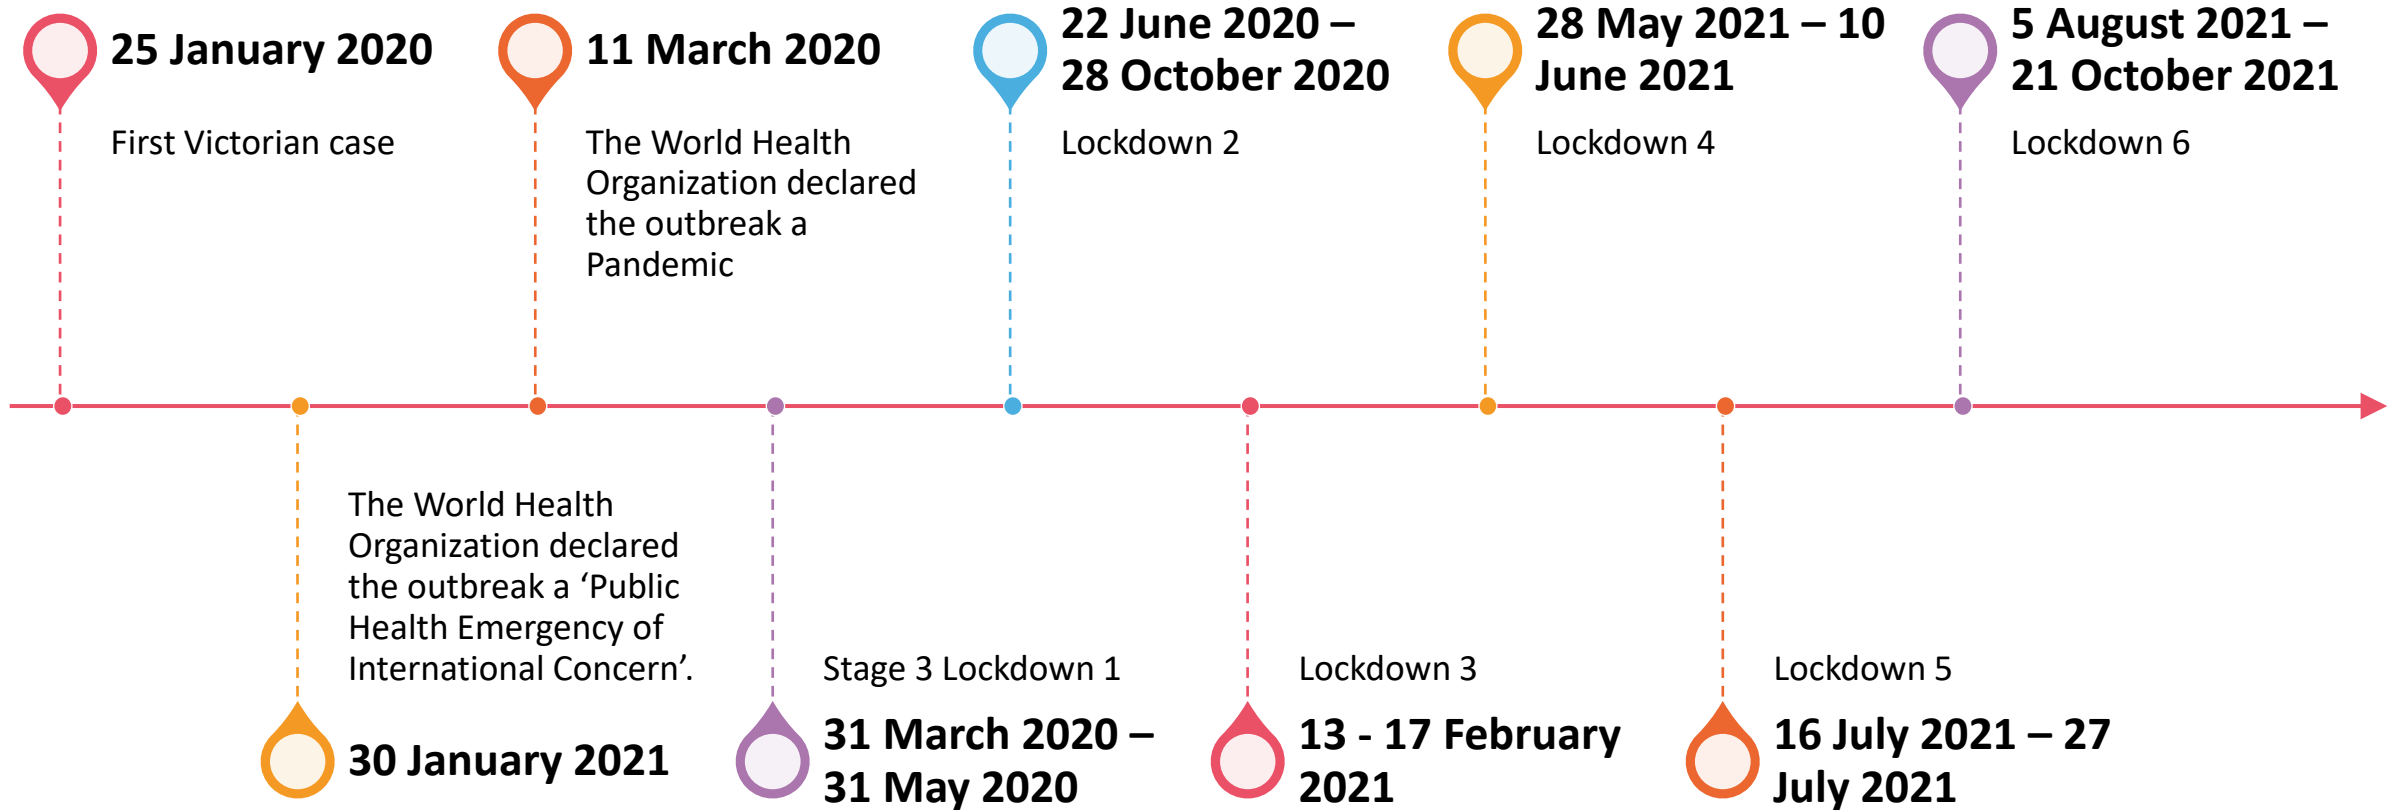 25 January 2020
First Victorian case
The World Health
Organization declared
the outbreak a ‘Public
Health Emergency of
International Concern’.
30 January 2021
11 March 2020
The World Health
Organization declared
the outbreak a
Pandemic
Stage 3 Lockdown 1
31 March 2020 –
31 May 2020
22 June 2020 –
28 October 2020
Lockdown 2
Lockdown 3
13 - 17 February
2021
28 May 2021 – 10
June 2021
Lockdown 4
Lockdown 5
16 July 2021 – 27
July 2021
5 August 2021 –
21 October 2021
Lockdown 6